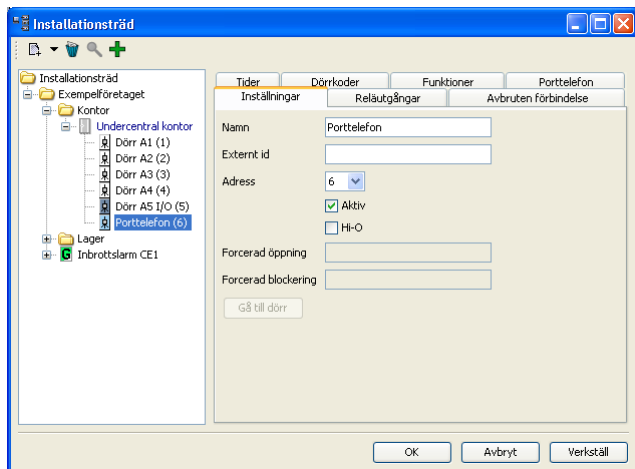 Installationsträd
Installationsträd
Exempelföretaget
Kontor
Undercentral kontor
Dörr A1 (1)
Dörr A2 (2)
Dörr A3 (3)
Dörr A4 (4)
Dörr A5 I/O (5)
Porttelefon (6)
Lager
G Inbrottslarm CE1
Tider Dörrkoder Funktioner Porttelefon
Inställningar Reläutgångar Avbruten förbindelse
Namn Porttelefon
Externt id
Adress 6
Aktiv
Hi-O
Forcerad öppning
Forcerad blockering
Gå till dörr
OK Avbryt Verkställ